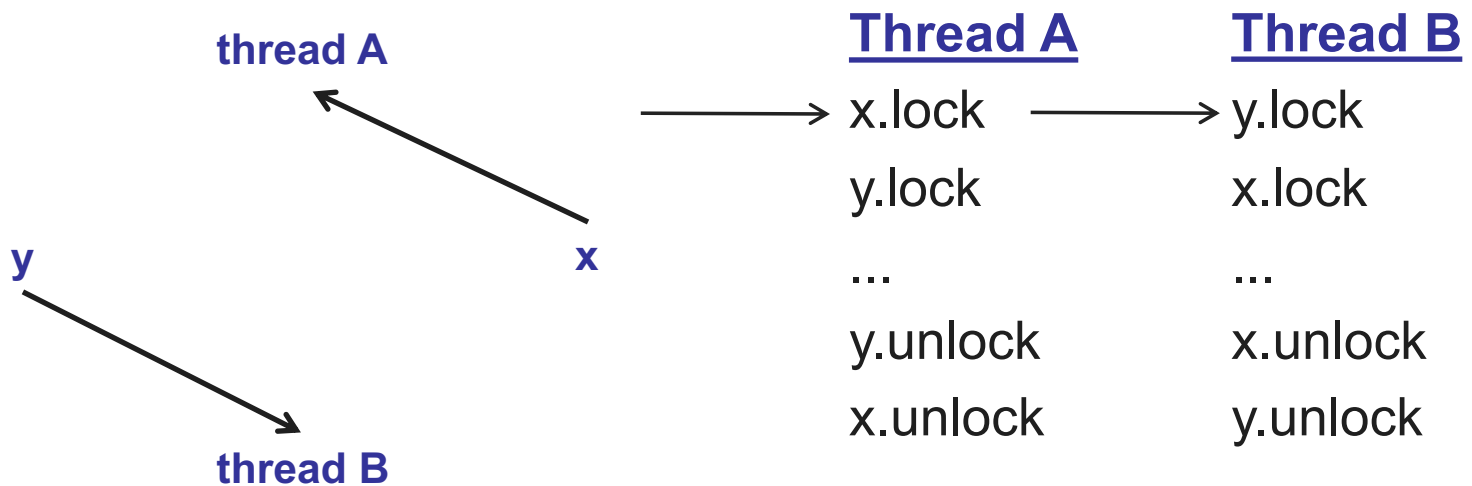 thread A
y
x
thread B
Thread A
x.lock
y.lock
...
y.unlock
x.unlock
Thread B
y.lock
x.lock
...
x.unlock
y.unlock